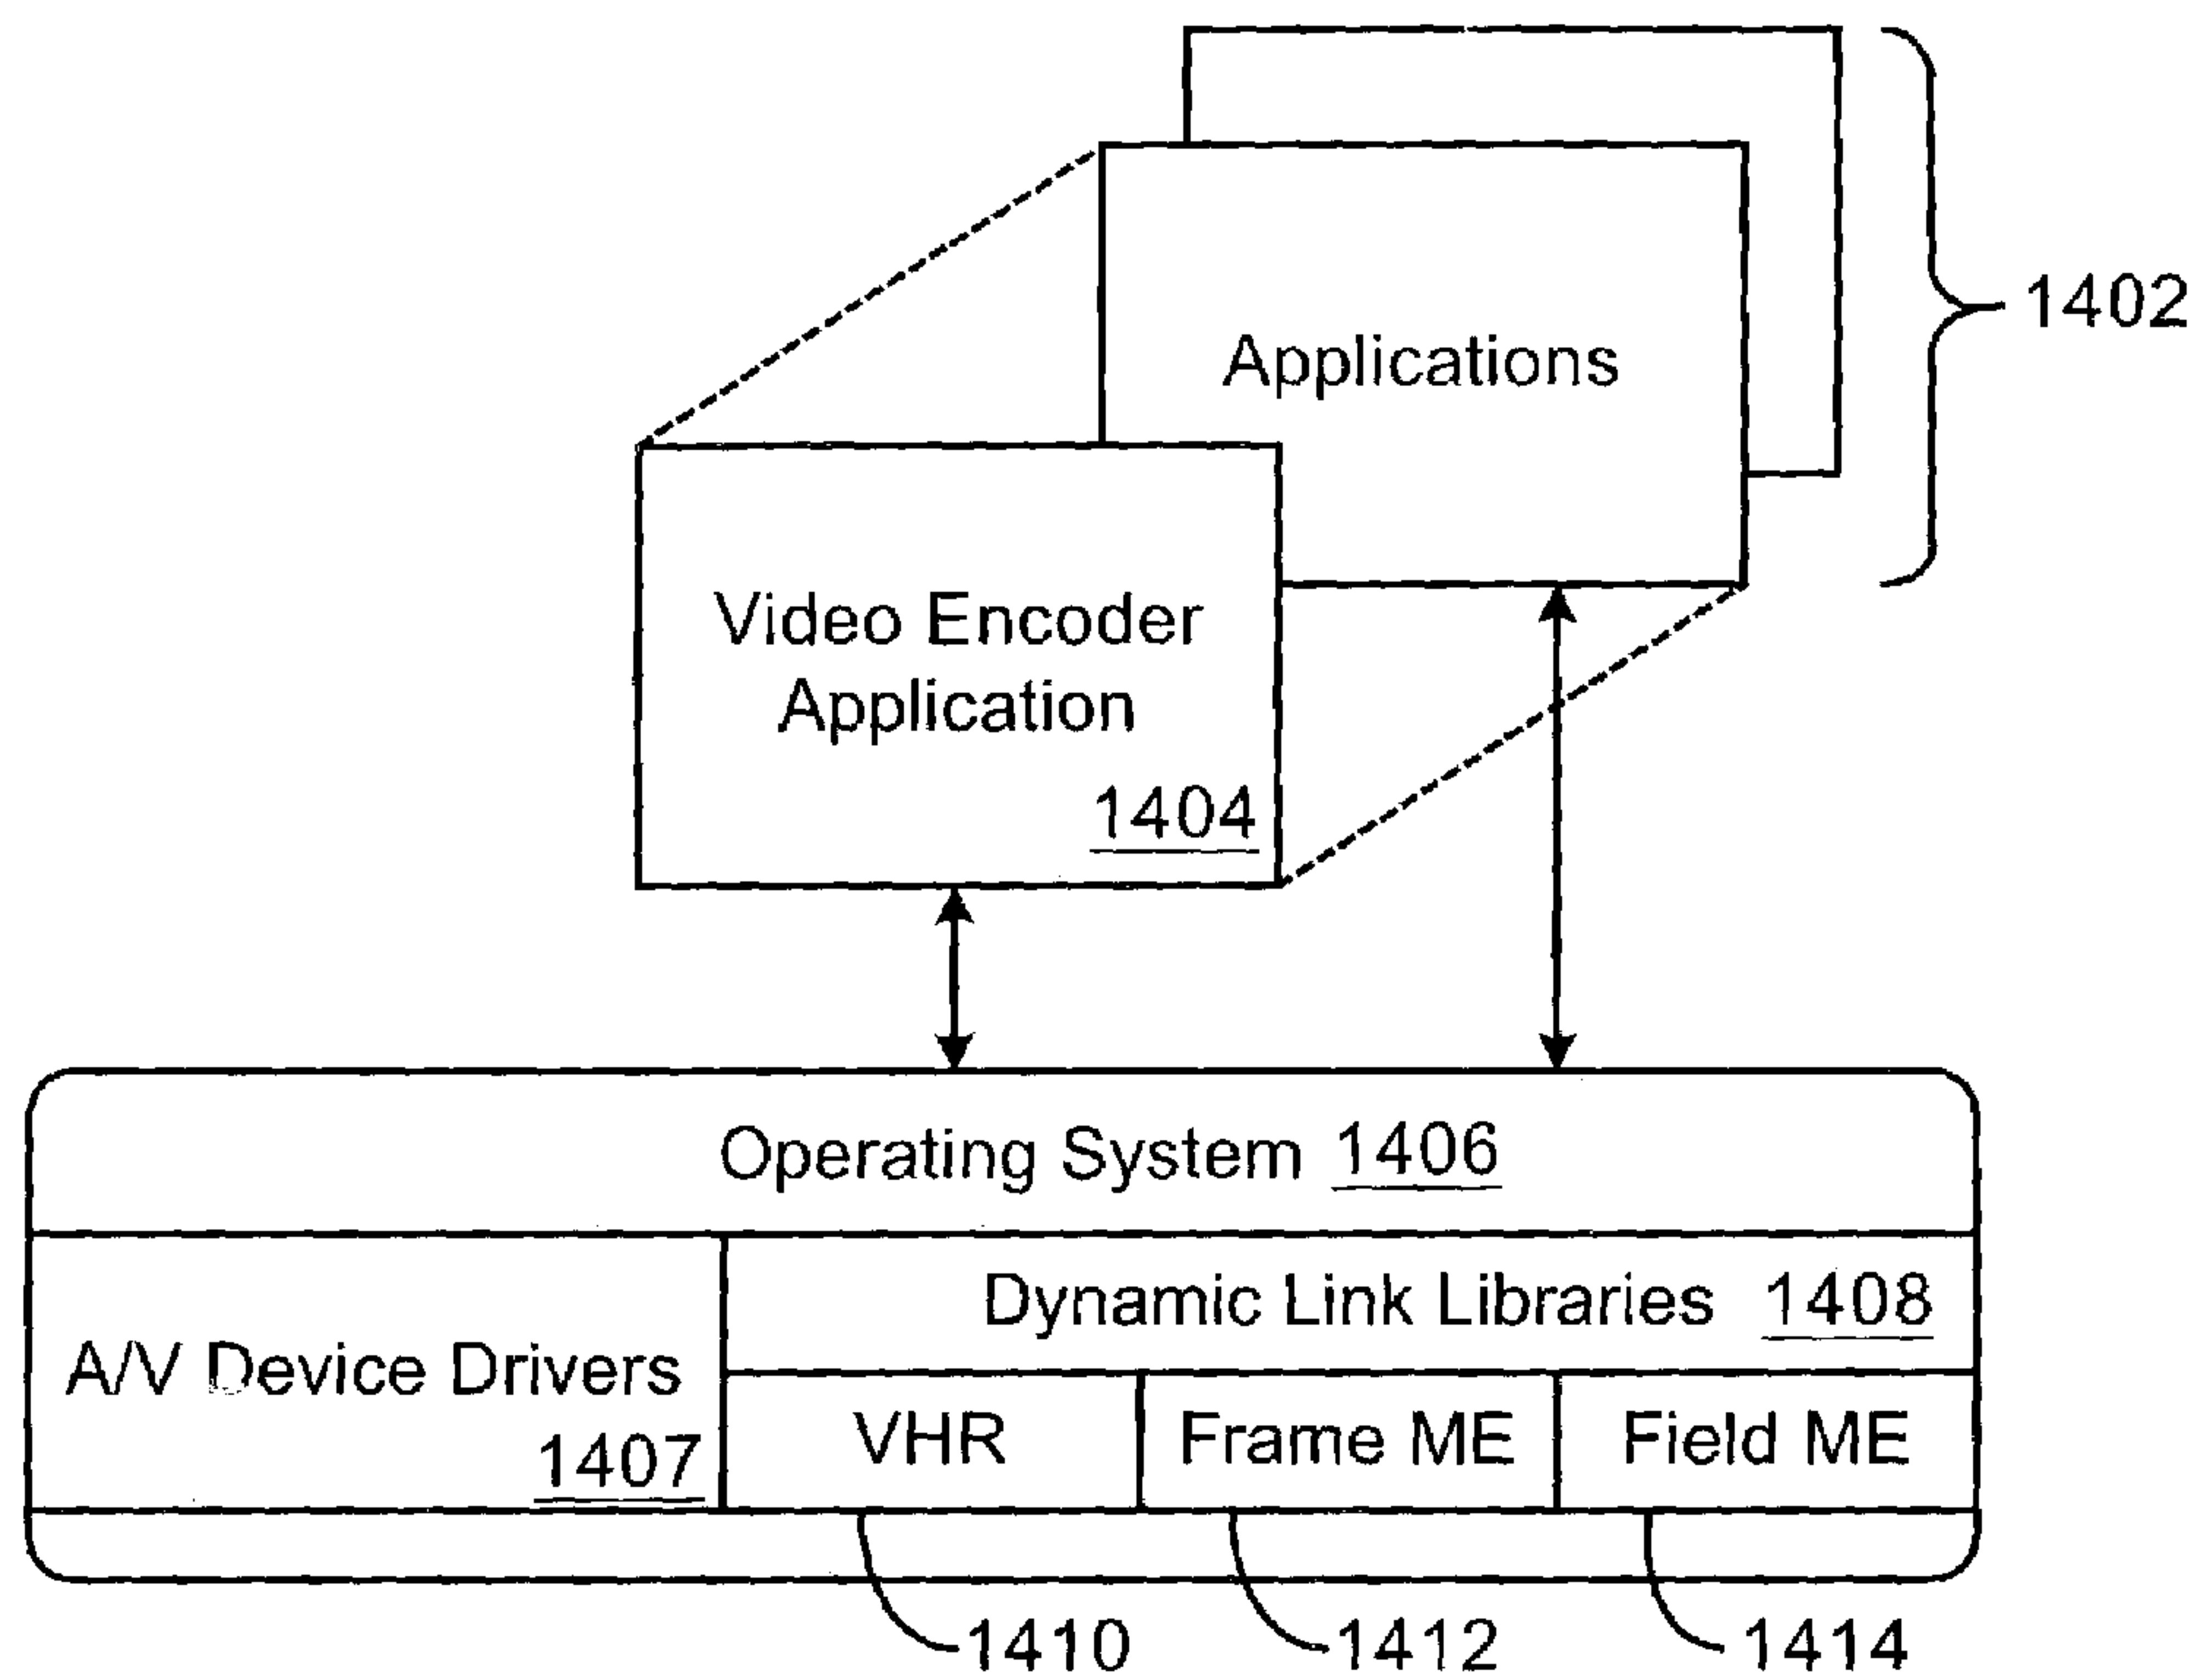 1402
Applications
Video Encoder
Application
1404
Operating System 1406
Dynamic Link Libraries 1408
A/V Device Drivers
1407
VHR
Frame ME
Field ME
1410
1412
1414